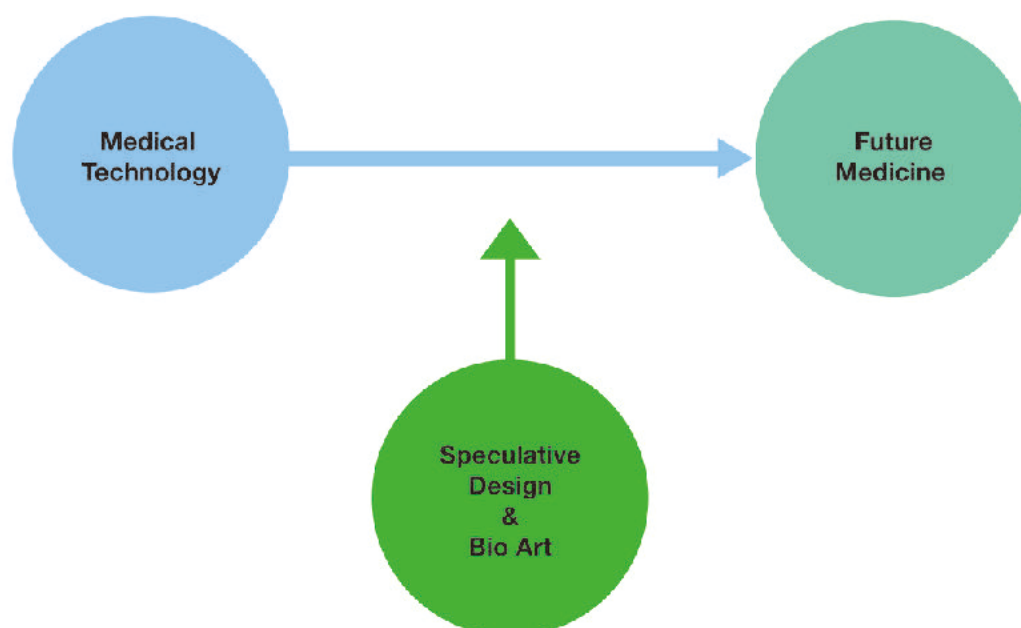 Medical
Technology
Future
Medicine
Speculative
Design
&
Bio Art